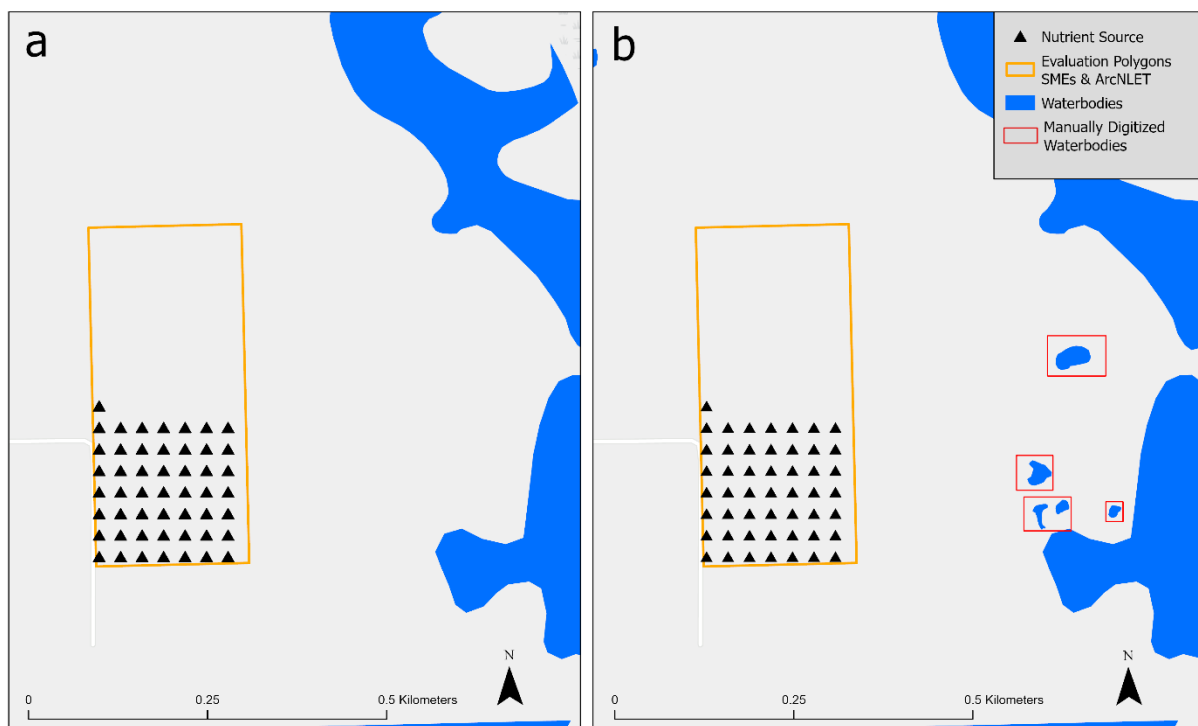 a
N
0
0.25
0.5 Kilometers
b
Nutrient Source
Evaluation Polygons
SMEs & ArcNLET
Waterbodies
Manually Digitized
Waterbodies
N
0
0.25
0.5 Kilometers